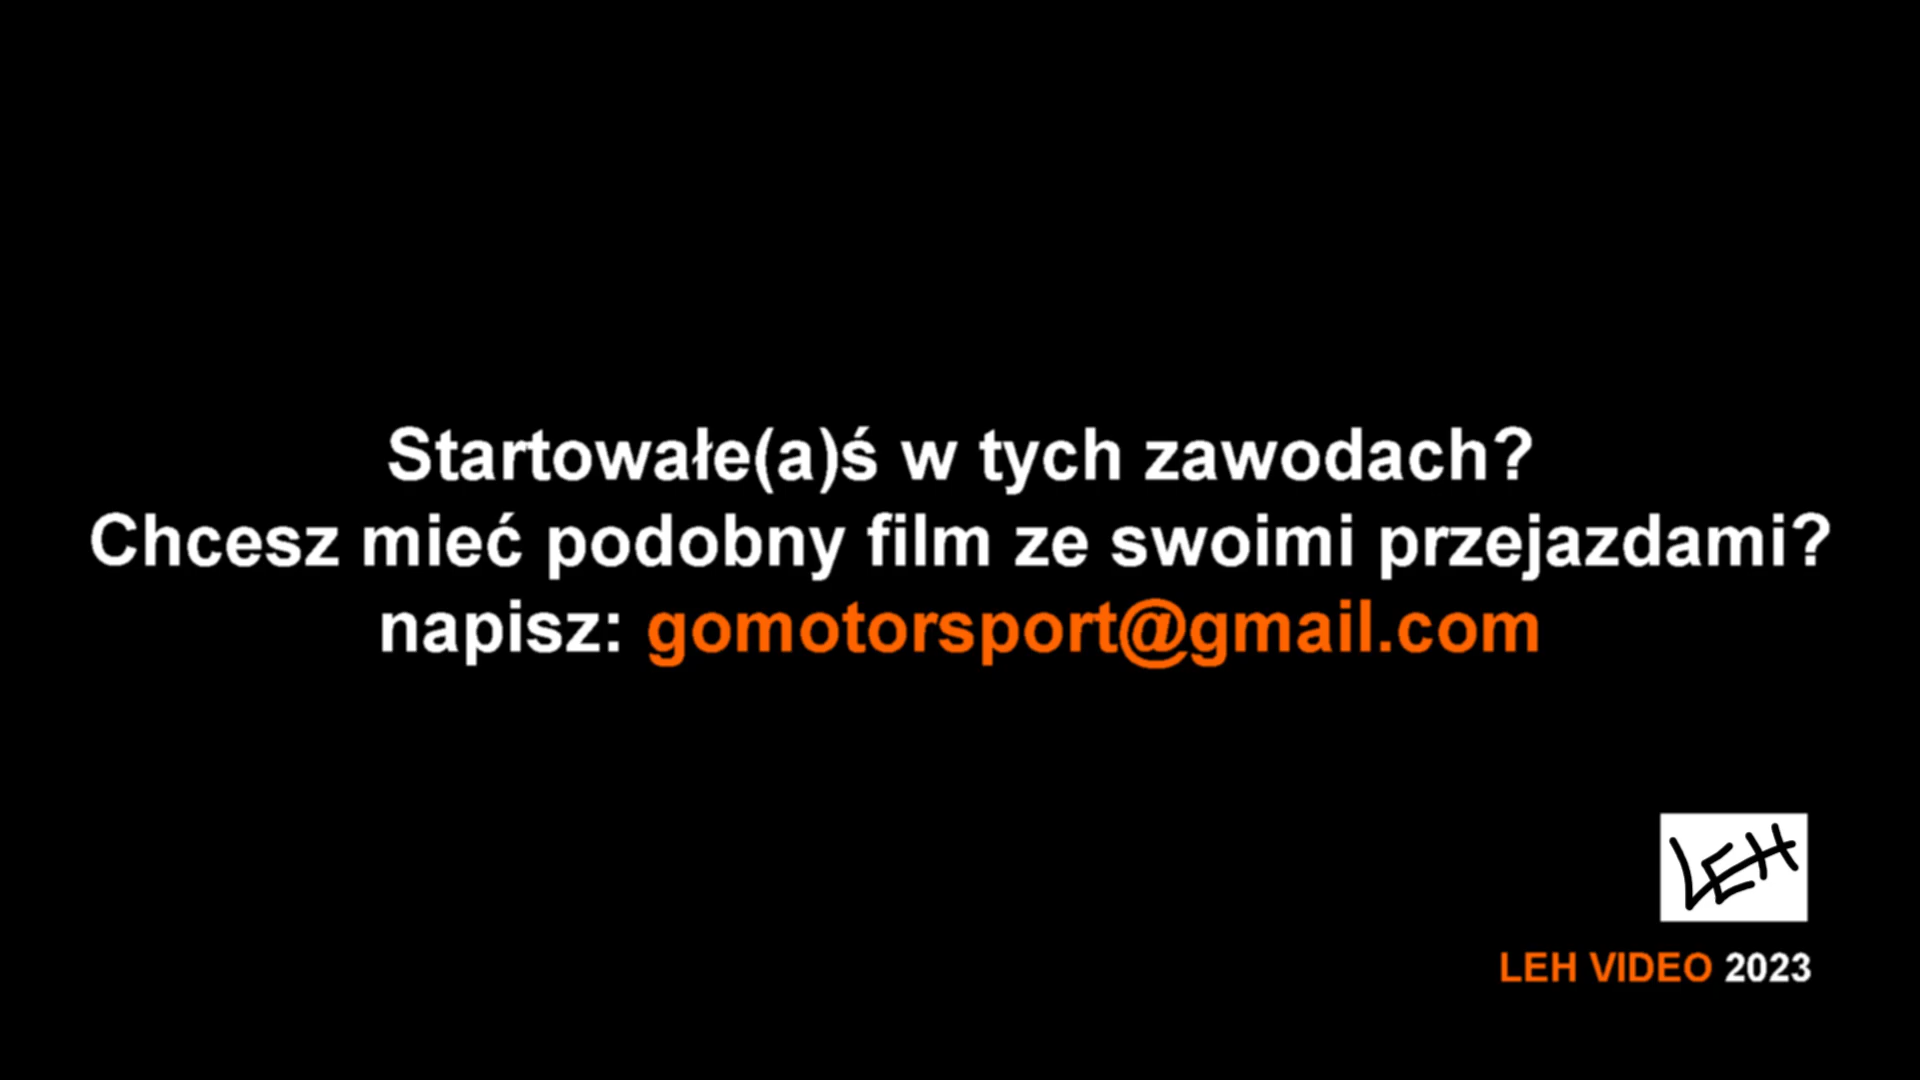 Startowałe(a)ś w tych zawodach?
Chcesz mieć podobny film ze swoimi przejazdami?
napisz: gomotorsport@gmail.com
LEH
LEH VIDEO 2023